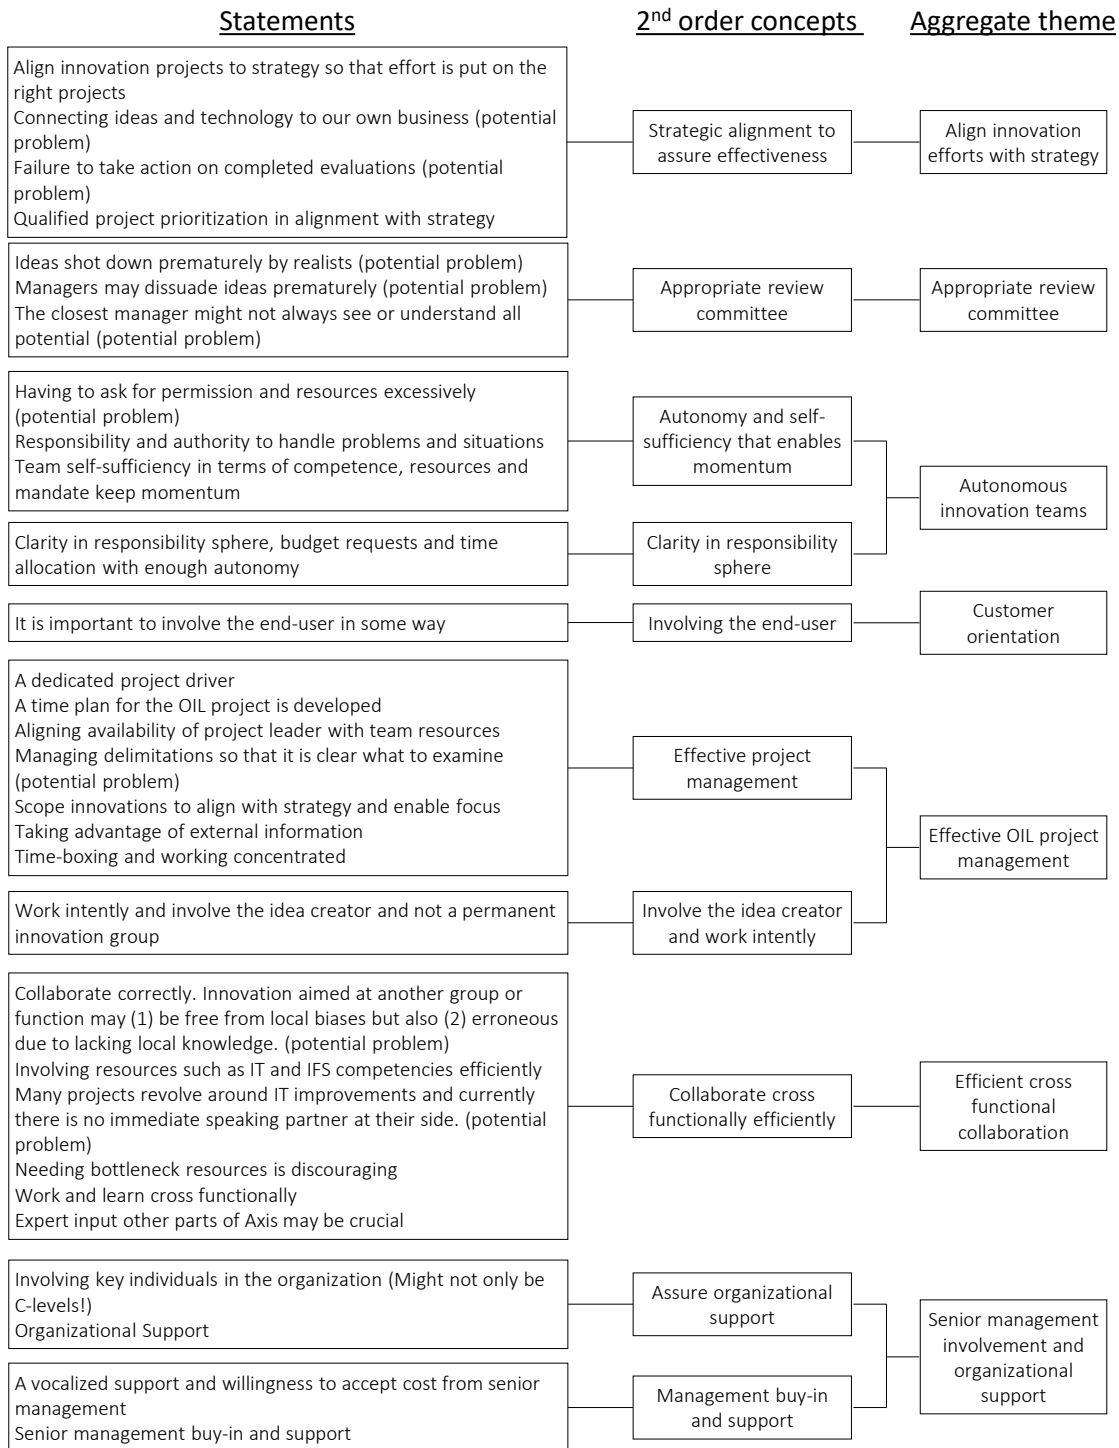 Statements
2nd order concepts
Aggregate theme
Align innovation projects to strategy so that effort is put on the
right projects
Connecting ideas and technology to our own business (potential
problem)
Failure to take action on completed evaluations (potential
problem)
Qualified project prioritization in alignment with strategy
Strategic alignment to
assure effectiveness
Align innovation
efforts with strategy
Ideas shot down prematurely by realists (potential problem)
Managers may dissuade ideas prematurely (potential problem)
The closest manager might not always see or understand all
potential (potential problem)
Appropriate review
committee
Appropriate review
committee
Having to ask for permission and resources excessively
(potential problem)
Responsibility and authority to handle problems and situations
Team self-sufficiency in terms of competence, resources and
mandate keep momentum
Autonomy and self-
sufficiency that enables
momentum
Autonomous
innovation teams
Clarity in responsibility sphere, budget requests and time
allocation with enough autonomy
Clarity in responsibility
sphere
It is important to involve the end-user in some way
Involving the end-user
Customer
orientation
A dedicated project driver
A time plan for the OIL project is developed
Aligning availability of project leader with team resources
Managing delimitations so that it is clear what to examine
(potential problem)
Scope innovations to align with strategy and enable focus
Taking advantage of external information
Time-boxing and working concentrated
Effective project
management
Effective OIL project
management
Work intently and involve the idea creator and not a permanent
innovation group
Involve the idea creator
and work intently
Collaborate correctly. Innovation aimed at another group or
function may (1) be free from local biases but also (2) erroneous
due to lacking local knowledge. (potential problem)
Involving resources such as IT and IFS competencies efficiently
Many projects revolve around IT improvements and currently
there is no immediate speaking partner at their side. (potential
problem)
Needing bottleneck resources is discouraging
Work and learn cross functionally
Expert input other parts of Axis may be crucial
Collaborate cross
functionally efficiently
Efficient cross
functional
collaboration
Involving key individuals in the organization (Might not only be
C-levels!)
Organizational Support
Assure organizational
support
Senior management
involvement and
organizational
support
A vocalized support and willingness to accept cost from senior
management
Senior management buy-in and support
Management buy-in
and support